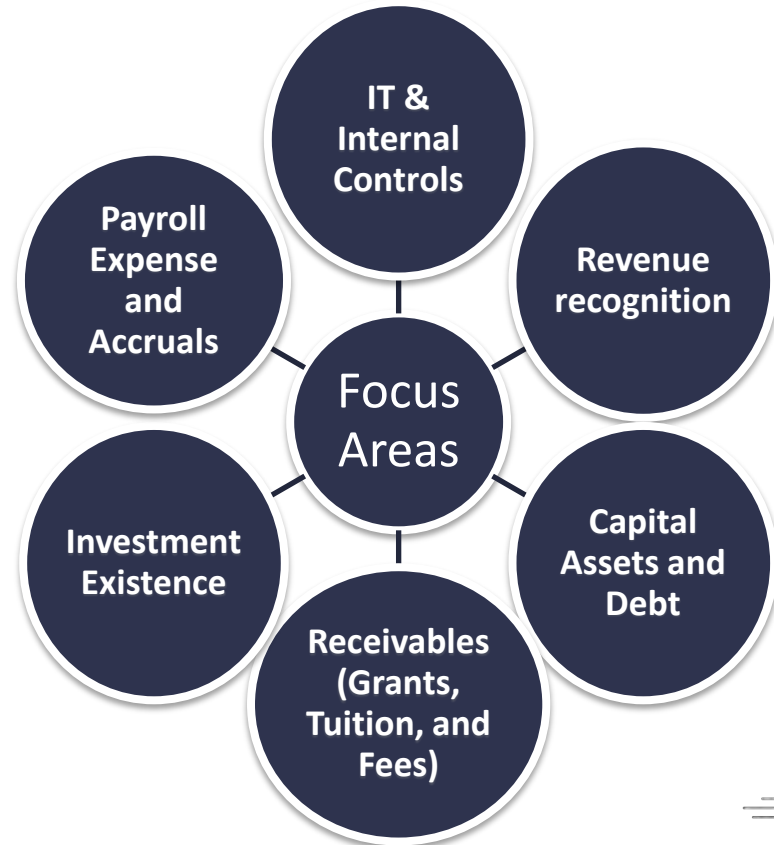 IT &
Internal
Controls
Revenue
recognition
Capital
Assets and
Debt
Receivables
(Grants,
Tuition, and
Fees)
Investment
Existence
Payroll
Expense
and
Accruals
Focus
Areas